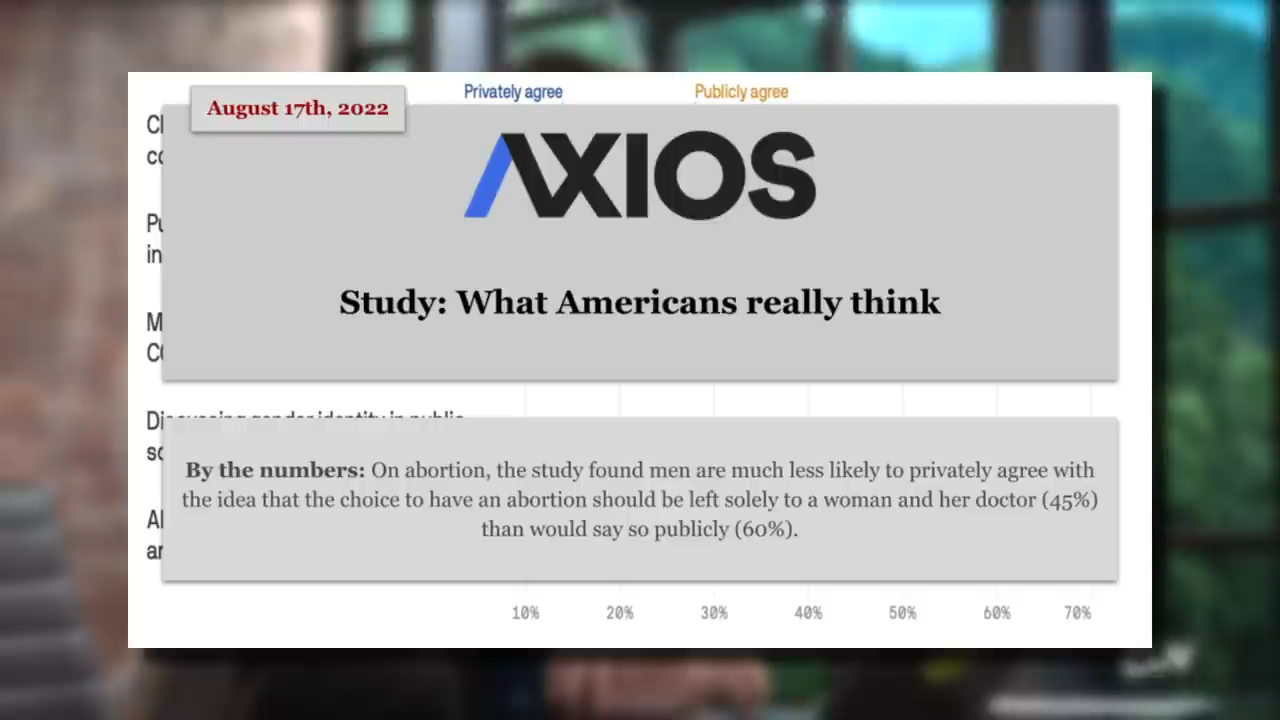 Privately agree
Publicly agree
August 17th, 2022
AXIOS
Study: What Americans really think
By the numbers: On abortion, the study found men are much less likely to privately agree with
the idea that the choice to have an abortion should be left solely to a woman and her doctor (45%)
than would say so publicly (60%).
10% 20% 30% 40% 50% 60% 70%